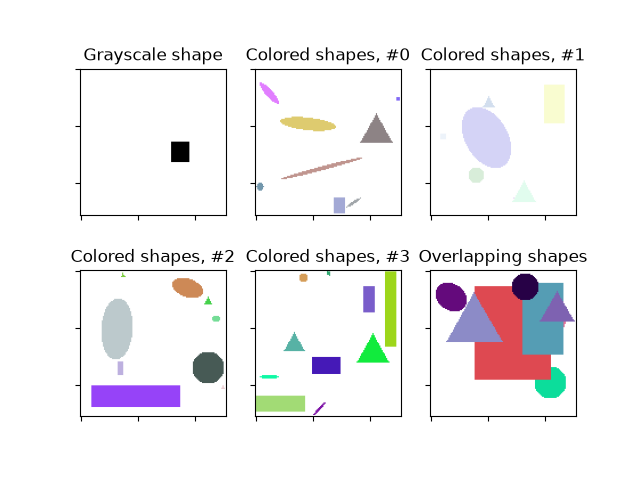 Grayscale shape
Colored shapes, #0
Colored shapes, #1
Colored shapes, #2
Colored shapes, #3
Overlapping shapes